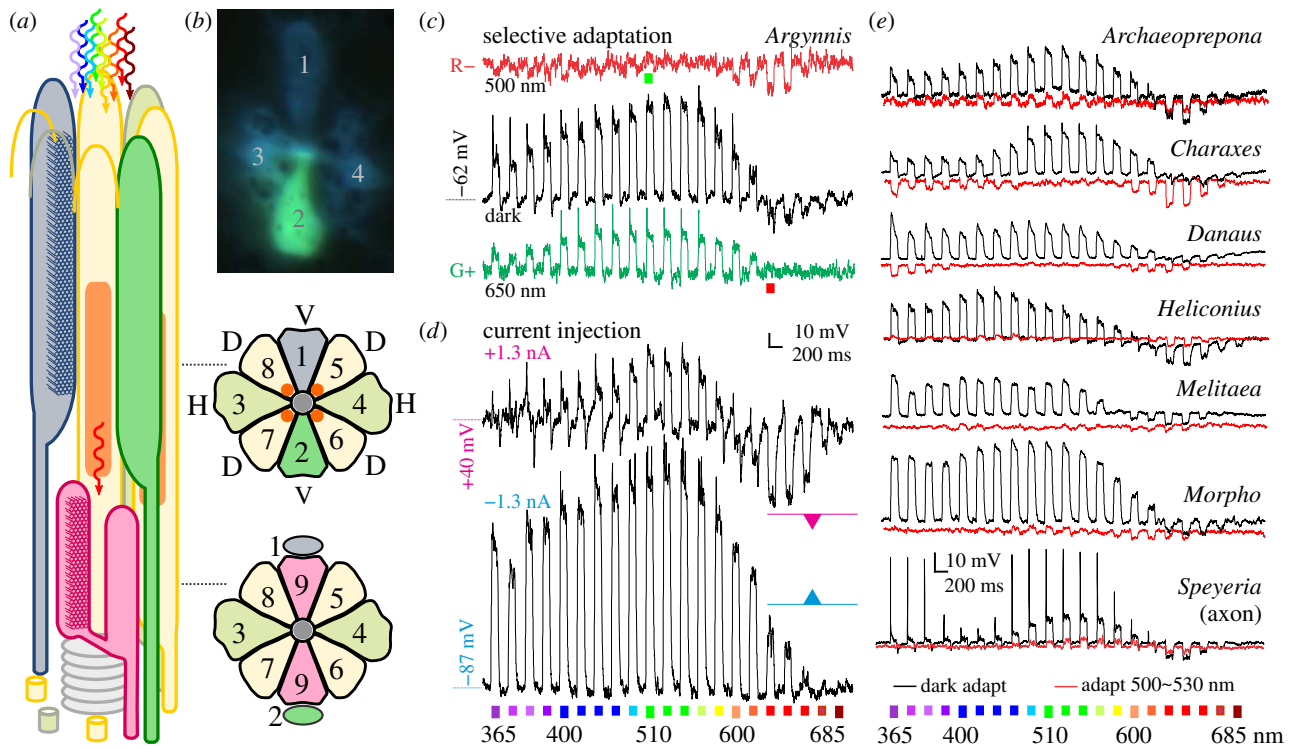 (a)
(b)
1
3
4
2
V
D
D
8
1
5
H
3
4
H
7
2
6
D
D
V
1
9
8
5
3
4
7
6
9
2
(c)
selective adaptation
Argynnis
R−
500 nm
−62 mV
dark
G+
650 nm
(d)
current injection
10 mV
200 ms
+1.3 nA
+40 mV
−1.3 nA
−87 mV
365
400
510
600
685
(e)
Archaeoprepona
Charaxes
Danaus
Heliconius
Melitaea
Morpho
10 mV
200 ms
Speyeria
(axon)
dark adapt
adapt 500~530 nm
365
400
510
600
685 nm